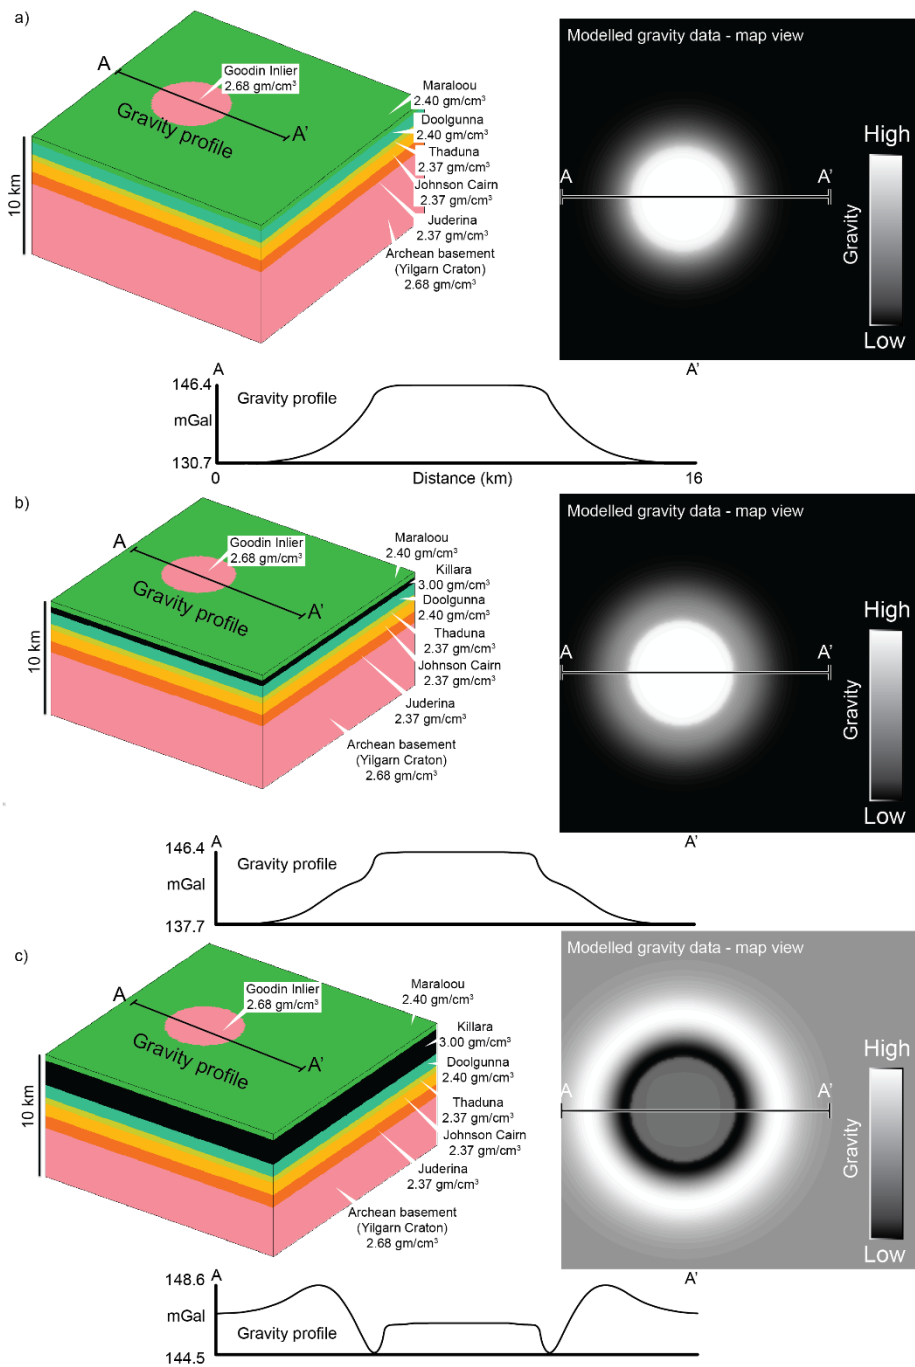 a)
A
Goodin Inlier
2.68 gm/cm³
Gravity profile
A'
10 km
Maraloou
2.40 gm/cm³
Doolgunna
2.40 gm/cm³
Thaduna
2.37 gm/cm³
Johnson Cairn
2.37 gm/cm³
Juderina
2.37 gm/cm³
Archean basement
(Yilgarn Craton)
2.68 gm/cm³
Modelled gravity data - map view
A
A'
High
Gravity
Low
A
A'
146.4
mGal
130.7
Gravity profile
0
Distance (km)
16
b)
A
Goodin Inlier
2.68 gm/cm³
Gravity profile
A'
10 km
Maraloou
2.40 gm/cm³
Killara
3.00 gm/cm³
Doolgunna
2.40 gm/cm³
Thaduna
2.37 gm/cm³
Johnson Cairn
2.37 gm/cm³
Juderina
2.37 gm/cm³
Archean basement
(Yilgarn Craton)
2.68 gm/cm³
Modelled gravity data - map view
A
A'
High
Gravity
Low
A
A'
146.4
mGal
137.7
Gravity profile
c)
A
Goodin Inlier
2.68 gm/cm³
Gravity profile
A'
10 km
Maraloou
2.40 gm/cm³
Killara
3.00 gm/cm³
Doolgunna
2.40 gm/cm³
Thaduna
2.37 gm/cm³
Johnson Cairn
2.37 gm/cm³
Juderina
2.37 gm/cm³
Archean basement
(Yilgarn Craton)
2.68 gm/cm³
Modelled gravity data - map view
A
A'
High
Gravity
Low
A
A'
148.6
mGal
144.5
Gravity profile